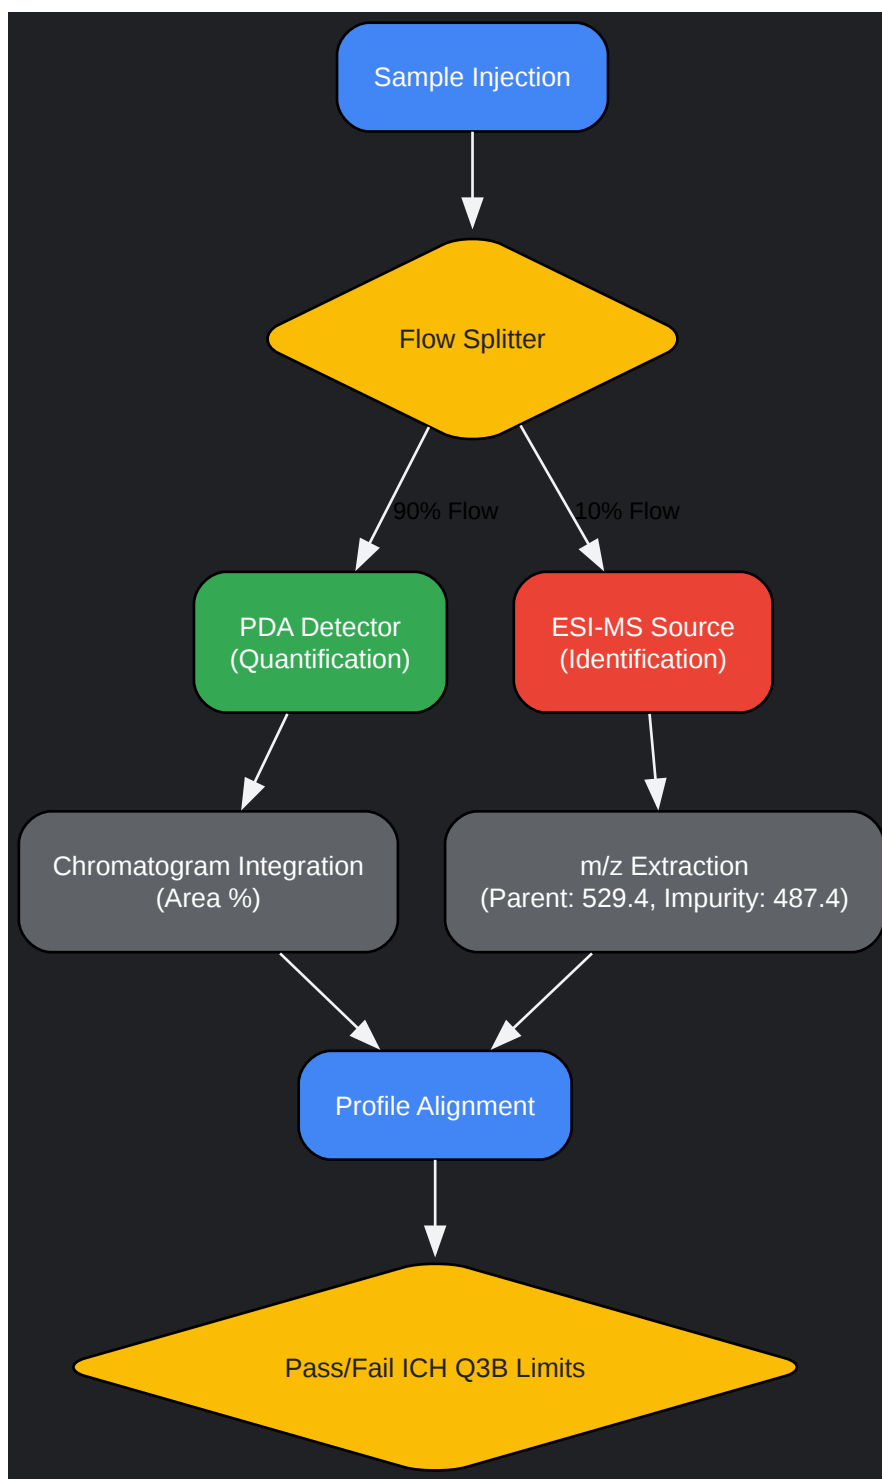 Sample Injection
Flow Splitter
90% Flow
10% Flow
PDA Detector
(Quantification)
ESI-MS Source
(Identification)
Chromatogram Integration
(Area %)
m/z Extraction
(Parent: 529.4, Impurity: 487.4)
Profile Alignment
Pass/Fail ICH Q3B Limits